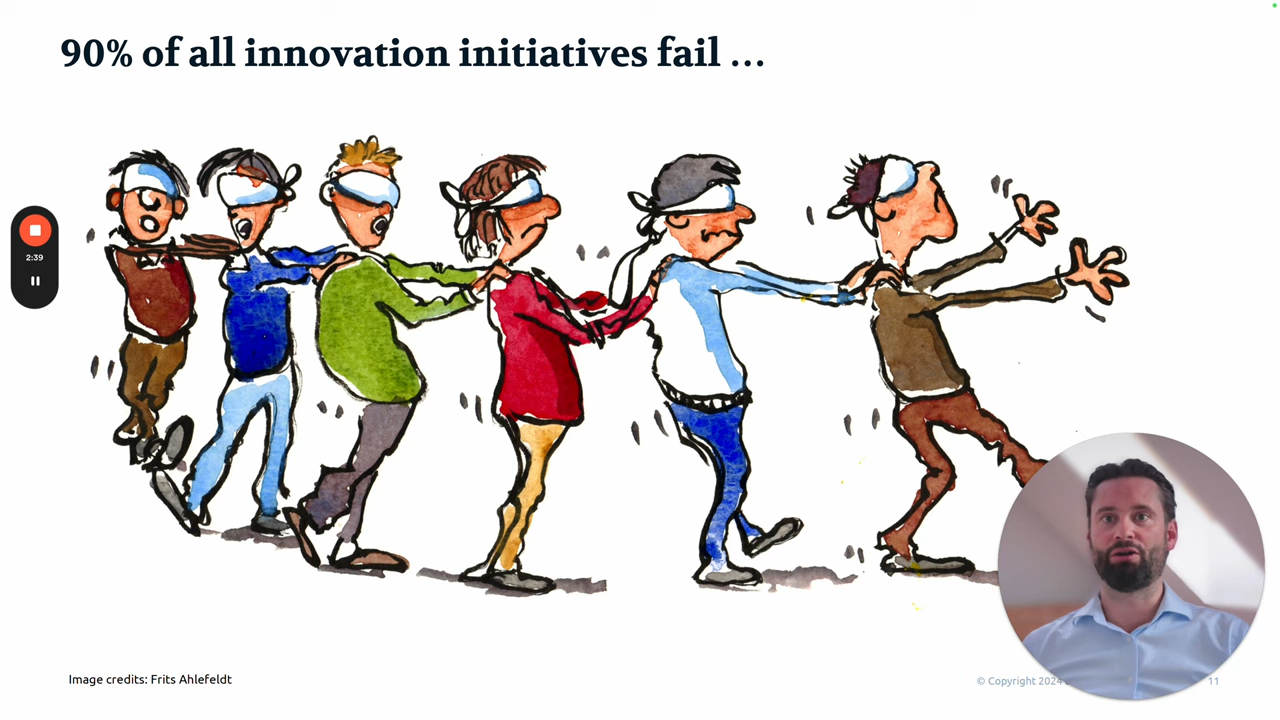 90% of all innovation initiatives fail ...
2:39
Image credits: Frits Ahlefeldt
© Copyright 2024
11